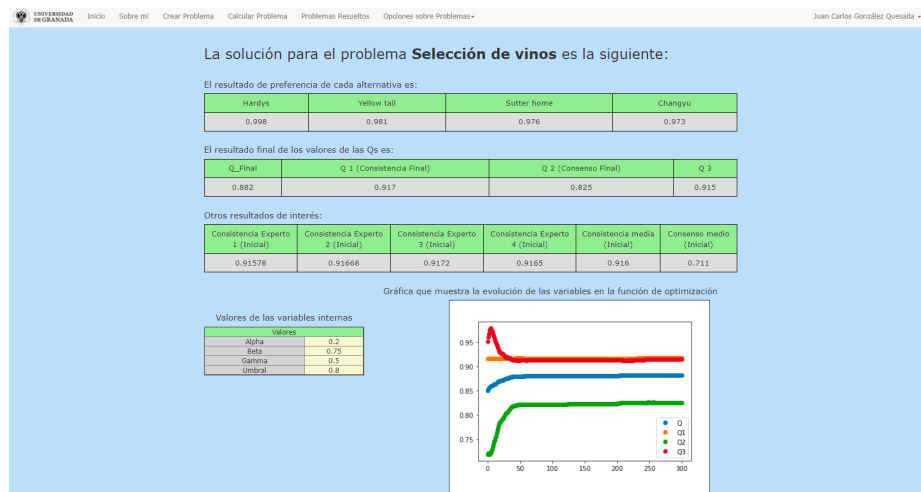 UNIVERSIDAD
DE GRANADA
Inicio Sobre mí Crear Problema Calcular Problema Problemas Resueltos Opciones sobre Problemas Juan Carlos González Quesada
La solución para el problema Selección de vinos es la siguiente:
El resultado de preferencia de cada alternativa es:
Hardys Yellow tail Sutter home Changyu
0.998 0.981 0.976 0.973
El resultado final de los valores de las Qs es:
Q_Final Q 1 (Consistencia Final) Q 2 (Consenso Final) Q 3
0.882 0.917 0.825 0.915
Otros resultados de interés:
Consistencia Experto 1 (Inicial) Consistencia Experto 2 (Inicial) Consistencia Experto 3 (Inicial) Consistencia Experto 4 (Inicial) Consistencia media (Inicial) Consenso medio (Inicial)
0.91578 0.91668 0.9172 0.9165 0.916 0.711
Gráfica que muestra la evolución de las variables en la función de optimización
Valores de las variables internas
Valores
Alpha 0.2
Beta 0.75
Gamma 0.5
Umbral 0.8
0.95
0.90
0.85
0.80
0.75
Q
Q1
Q2
Q3
0 50 100 150 200 250 300